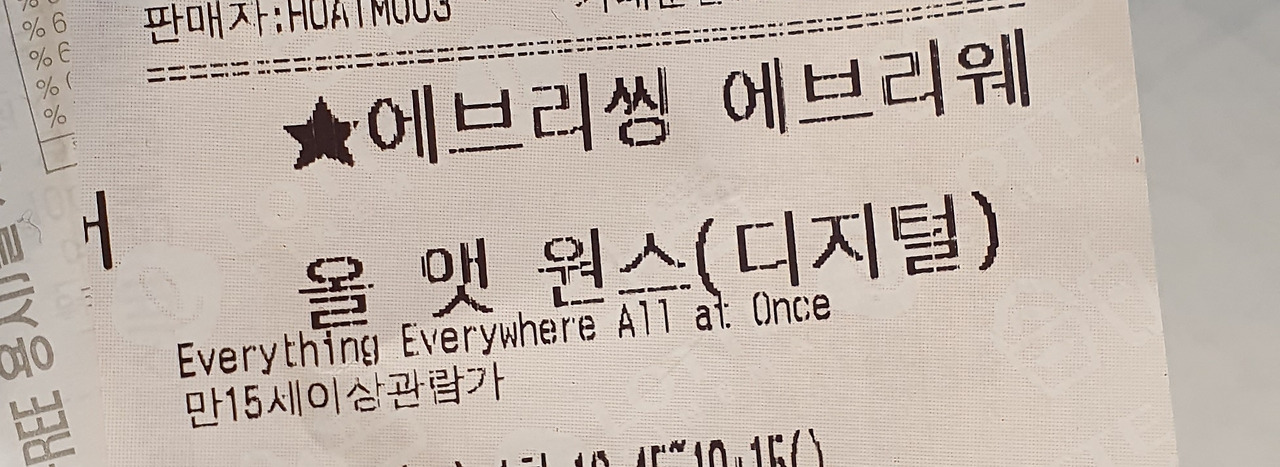 판매자:HOATM003
★에브리씽 에브리웨
올 앳 원스(디지털)
Everything Everywhere All at Once
만15세이상관람가